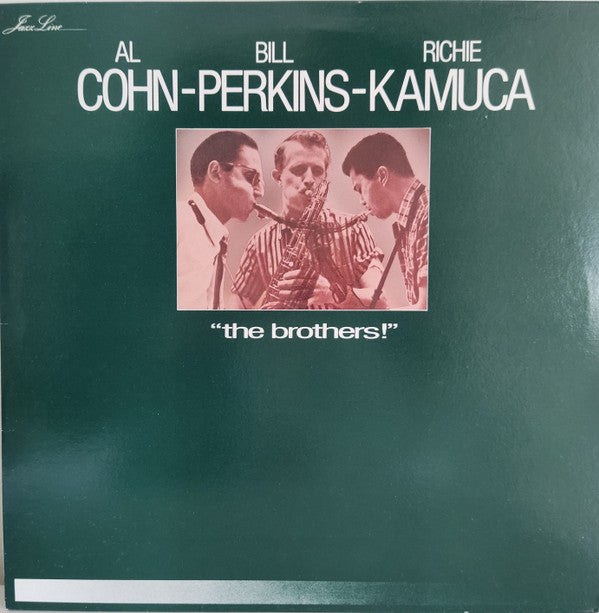 Jazz Line
AL BILL RICHIE
COHN-PERKINS-KAMUCA
“the brothers!”